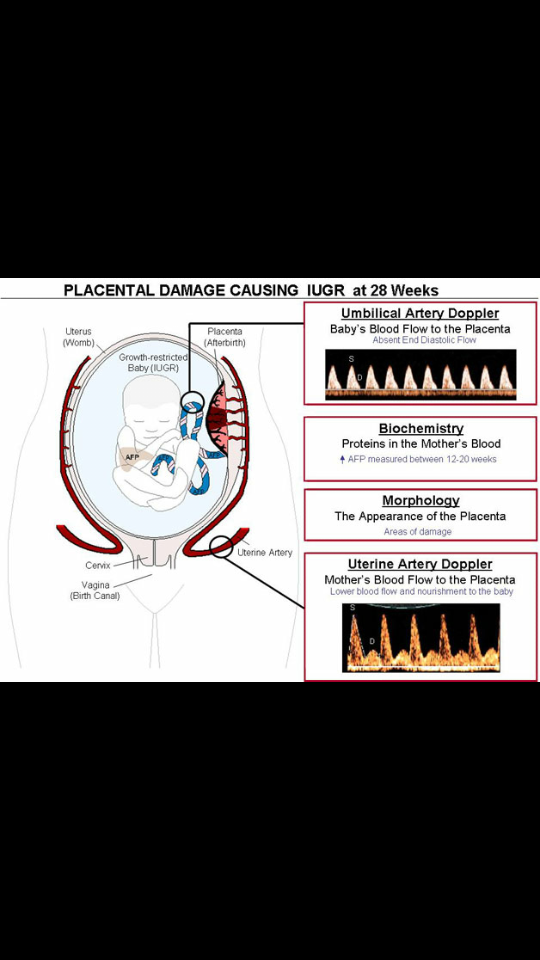 PLACENTAL DAMAGE CAUSING IUGR at 28 Weeks
Uterus
(Womb)
Placenta
(Afterbirth)
Growth-restricted
Baby (IUGR)
AFP
AFP
Uterine Artery
Cervix
Vagina
(Birth Canal)
Umbilical Artery Doppler
Baby's Blood Flow to the Placenta
Absent End Diastolic Flow
S
D
Biochemistry
Proteins in the Mother's Blood
AFP measured between 12-20 weeks
Morphology
The Appearance of the Placenta
Areas of damage
Uterine Artery Doppler
Mother's Blood Flow to the Placenta
Lower blood flow and nourishment to the baby
S
D